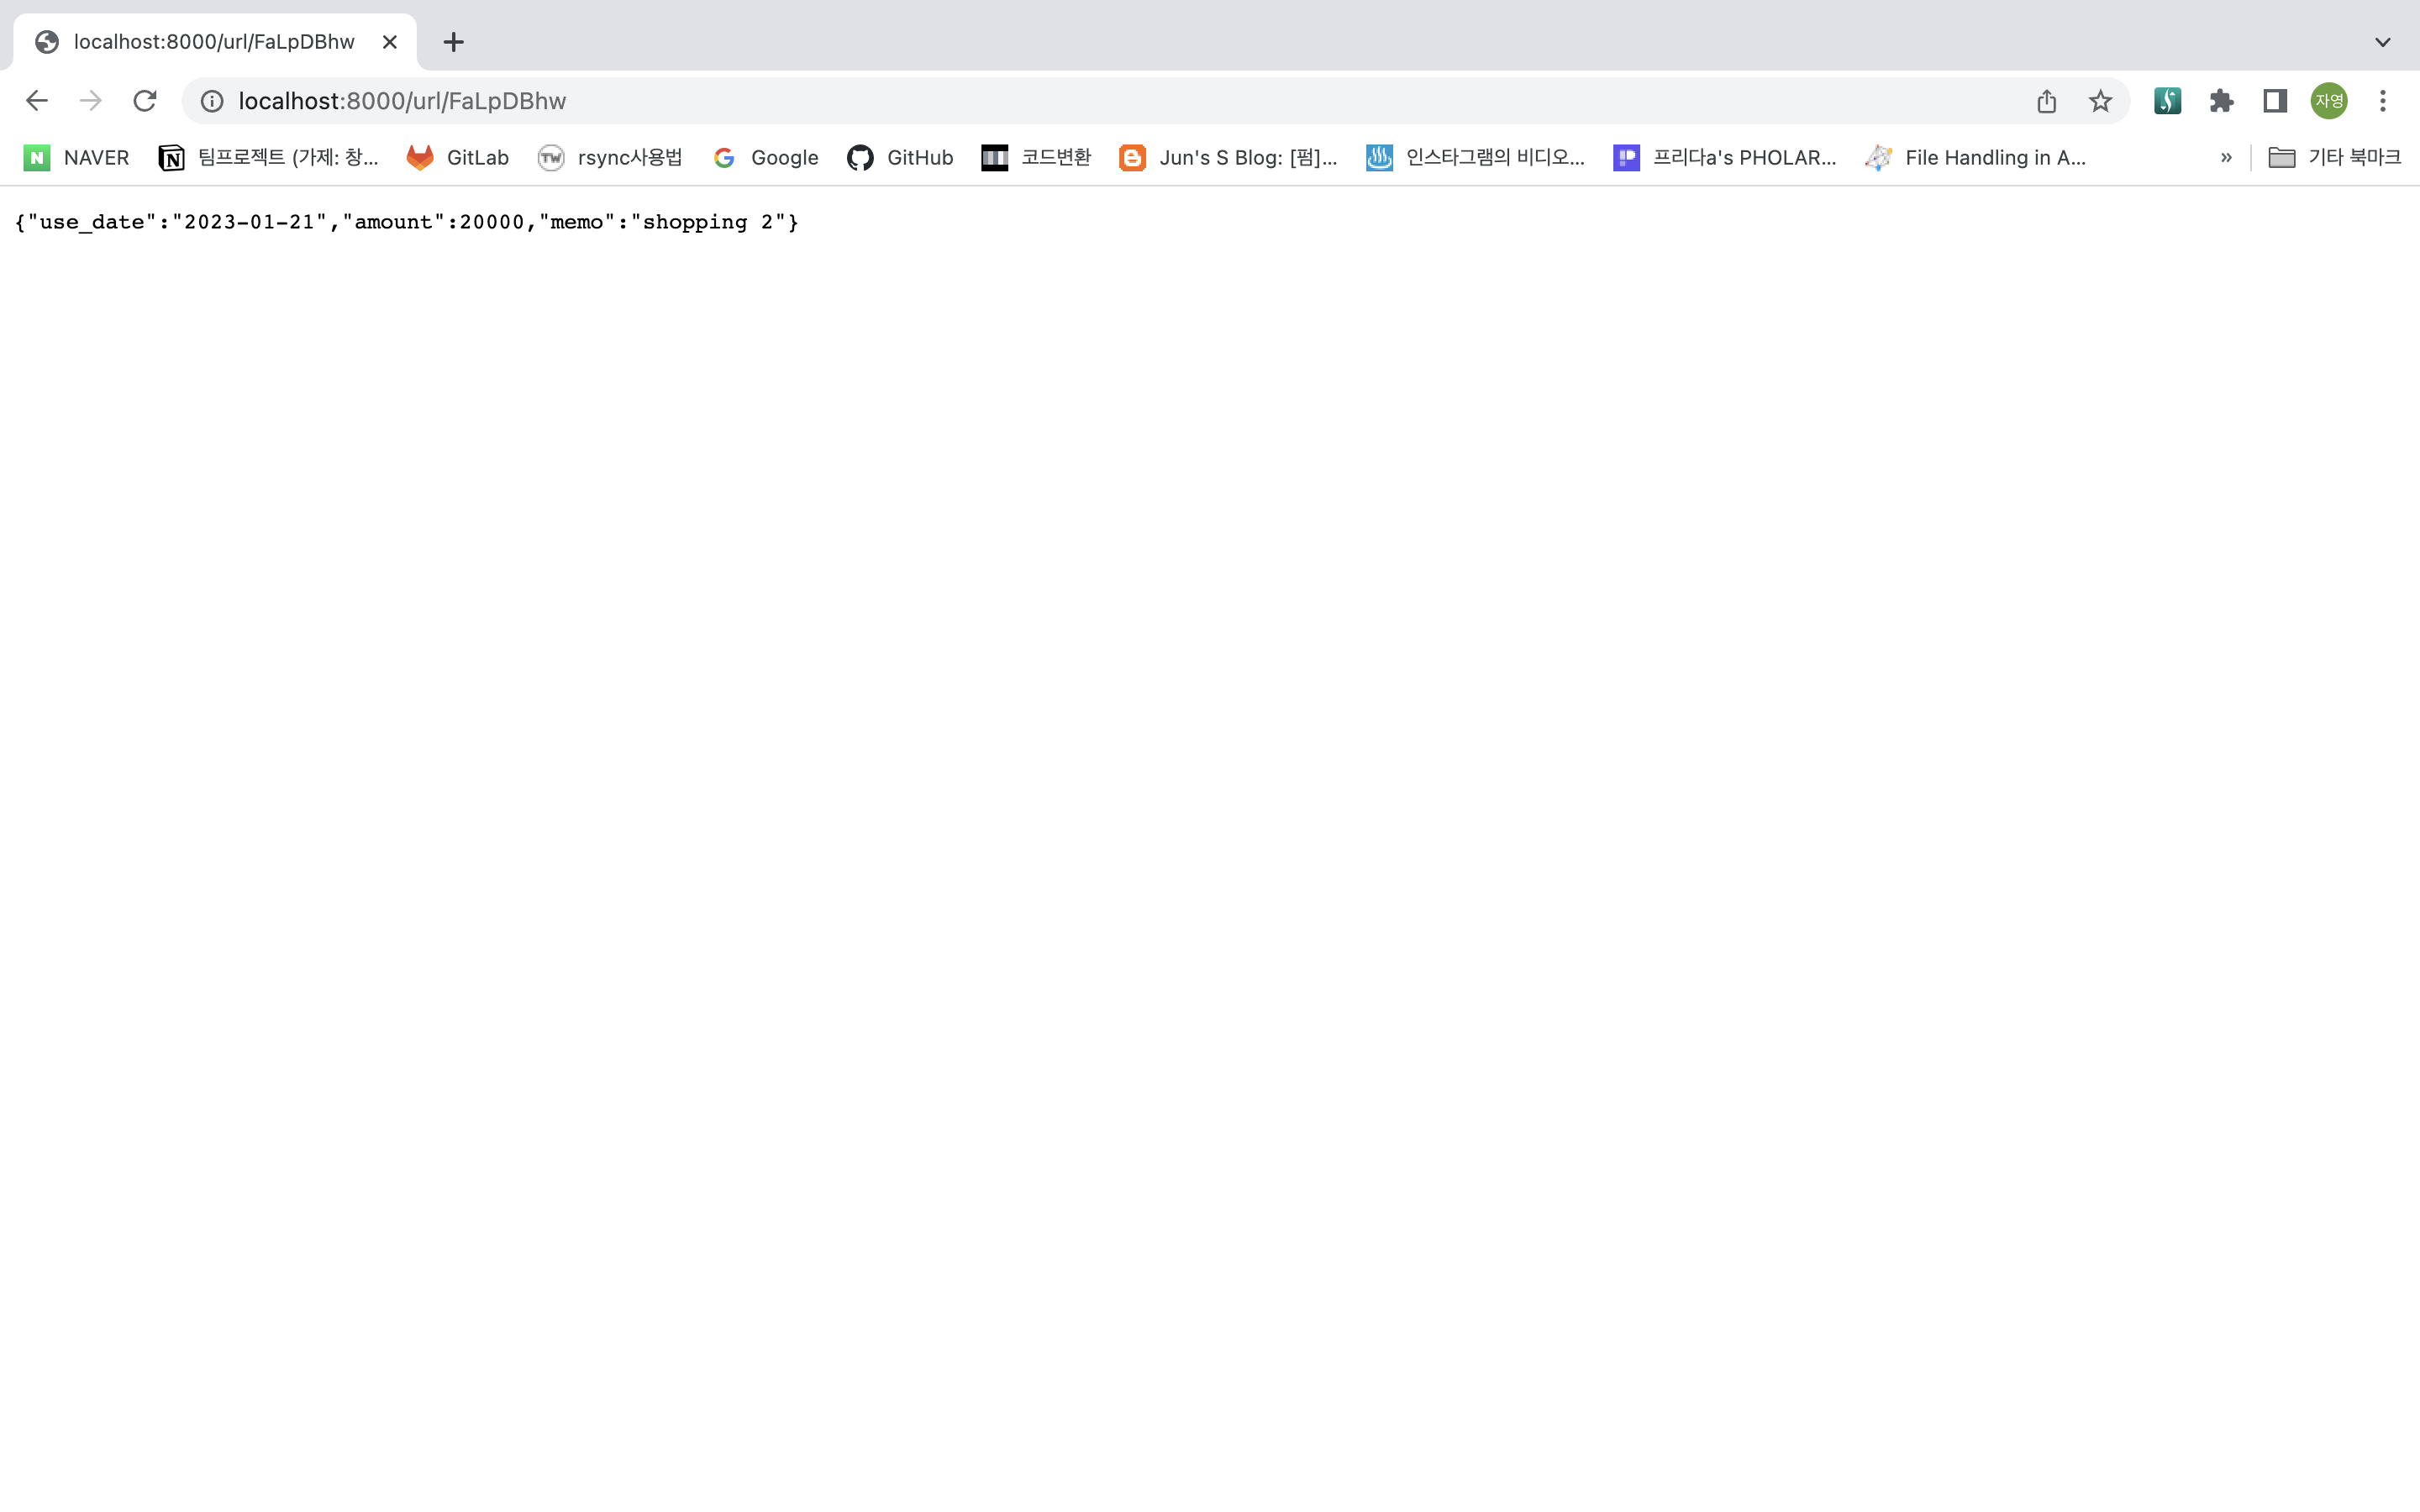 localhost:8000/url/FaLpDBhw
localhost:8000/url/FaLpDBhw
자영
NAVER 팀프로젝트 (가제: 창... GitLab rsync사용법 Google GitHub 코드변환 Jun's S Blog: [펌]... 인스타그램의 비디오... 프리다a's PHOLAR... File Handling in A... » 기타 북마크
{"use_date":"2023-01-21","amount":20000,"memo":"shopping 2"}